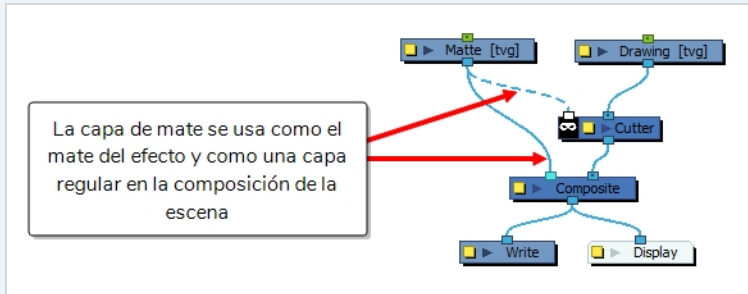 Matte [tvg]
Drawing [tvg]
La capa de mate se usa como el
mate del efecto y como una capa
regular en la composición de la
escena
Cutter
Composite
Write
Display